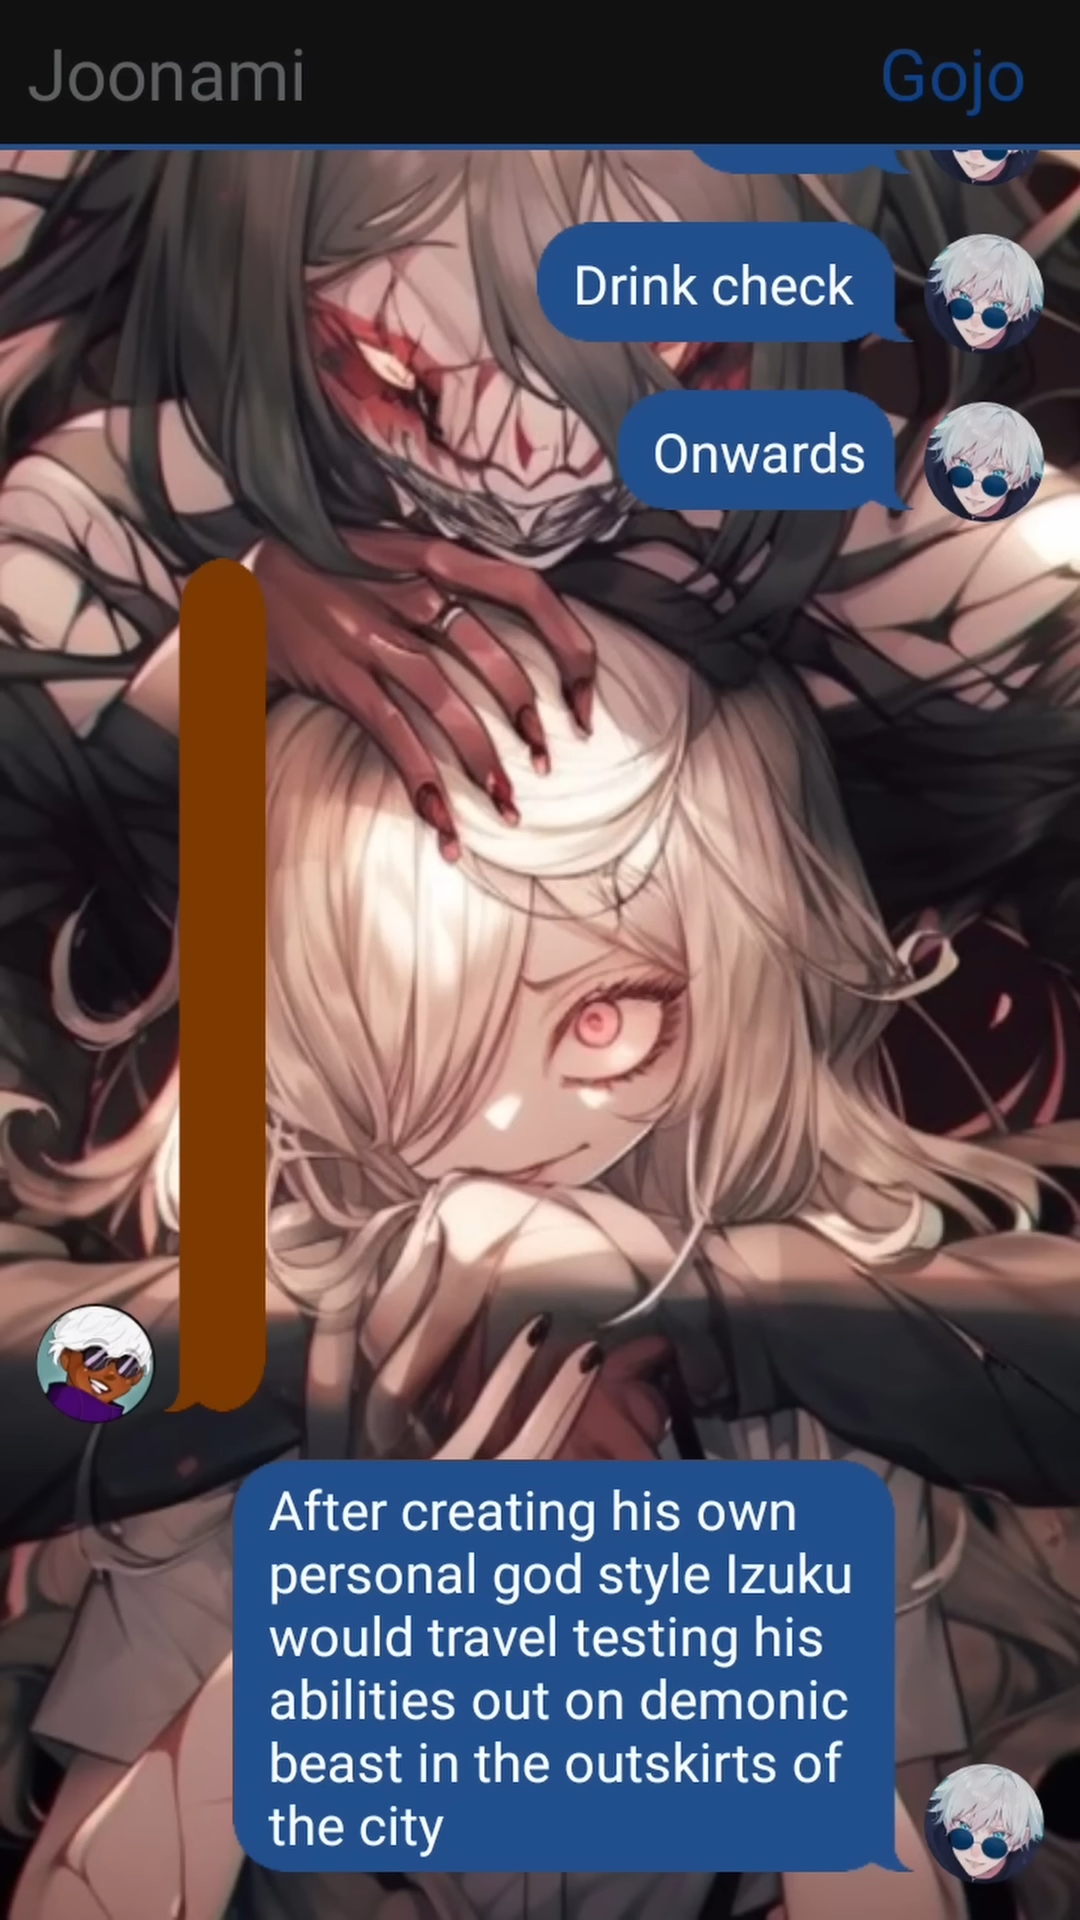 Joonami
Gojo
Drink check
Onwards
After creating his own
personal god style Izuku
would travel testing his
abilities out on demonic
beast in the outskirts of
the city